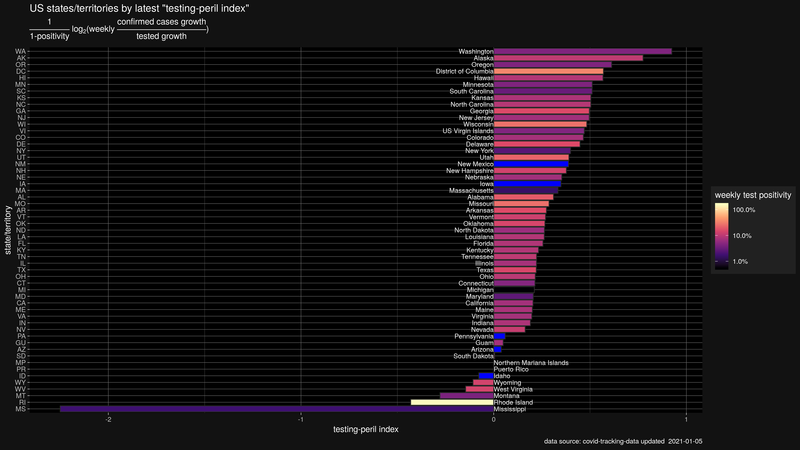 US states/territories by latest "testing-peril index"
1 confirmed cases growth
log2(weekly )
1-positivity tested growth
WA Washington
AK Alaska
OR Oregon
DC District of Columbia
HI Hawaii
MN Minnesota
SC South Carolina
KS Kansas
NC North Carolina
GA Georgia
NJ New Jersey
WI Wisconsin
VI US Virgin Islands
CO Colorado
DE Delaware
NY New York
UT Utah
NM New Mexico
NH New Hampshire
NE Nebraska
IA Iowa
MA Massachusetts
AL Alabama
MO Missouri
AR Arkansas
VT Vermont
OK Oklahoma
ND North Dakota
LA Louisiana
FL Florida
KY Kentucky
TN Tennessee
IL Illinois
TX Texas
OH Ohio
CT Connecticut
MI Michigan
MD Maryland
CA California
ME Maine
VA Virginia
IN Indiana
NV Nevada
PA Pennsylvania
GU Guam
AZ Arizona
SD South Dakota
MP Northern Mariana Islands
PR Puerto Rico
ID Idaho
WY Wyoming
WV West Virginia
MT Montana
RI Rhode Island
MS Mississippi
state/territory
-2 -1 0 1
testing-peril index
weekly test positivity
100.0%
10.0%
1.0%
data source: covid-tracking-data updated 2021-01-05